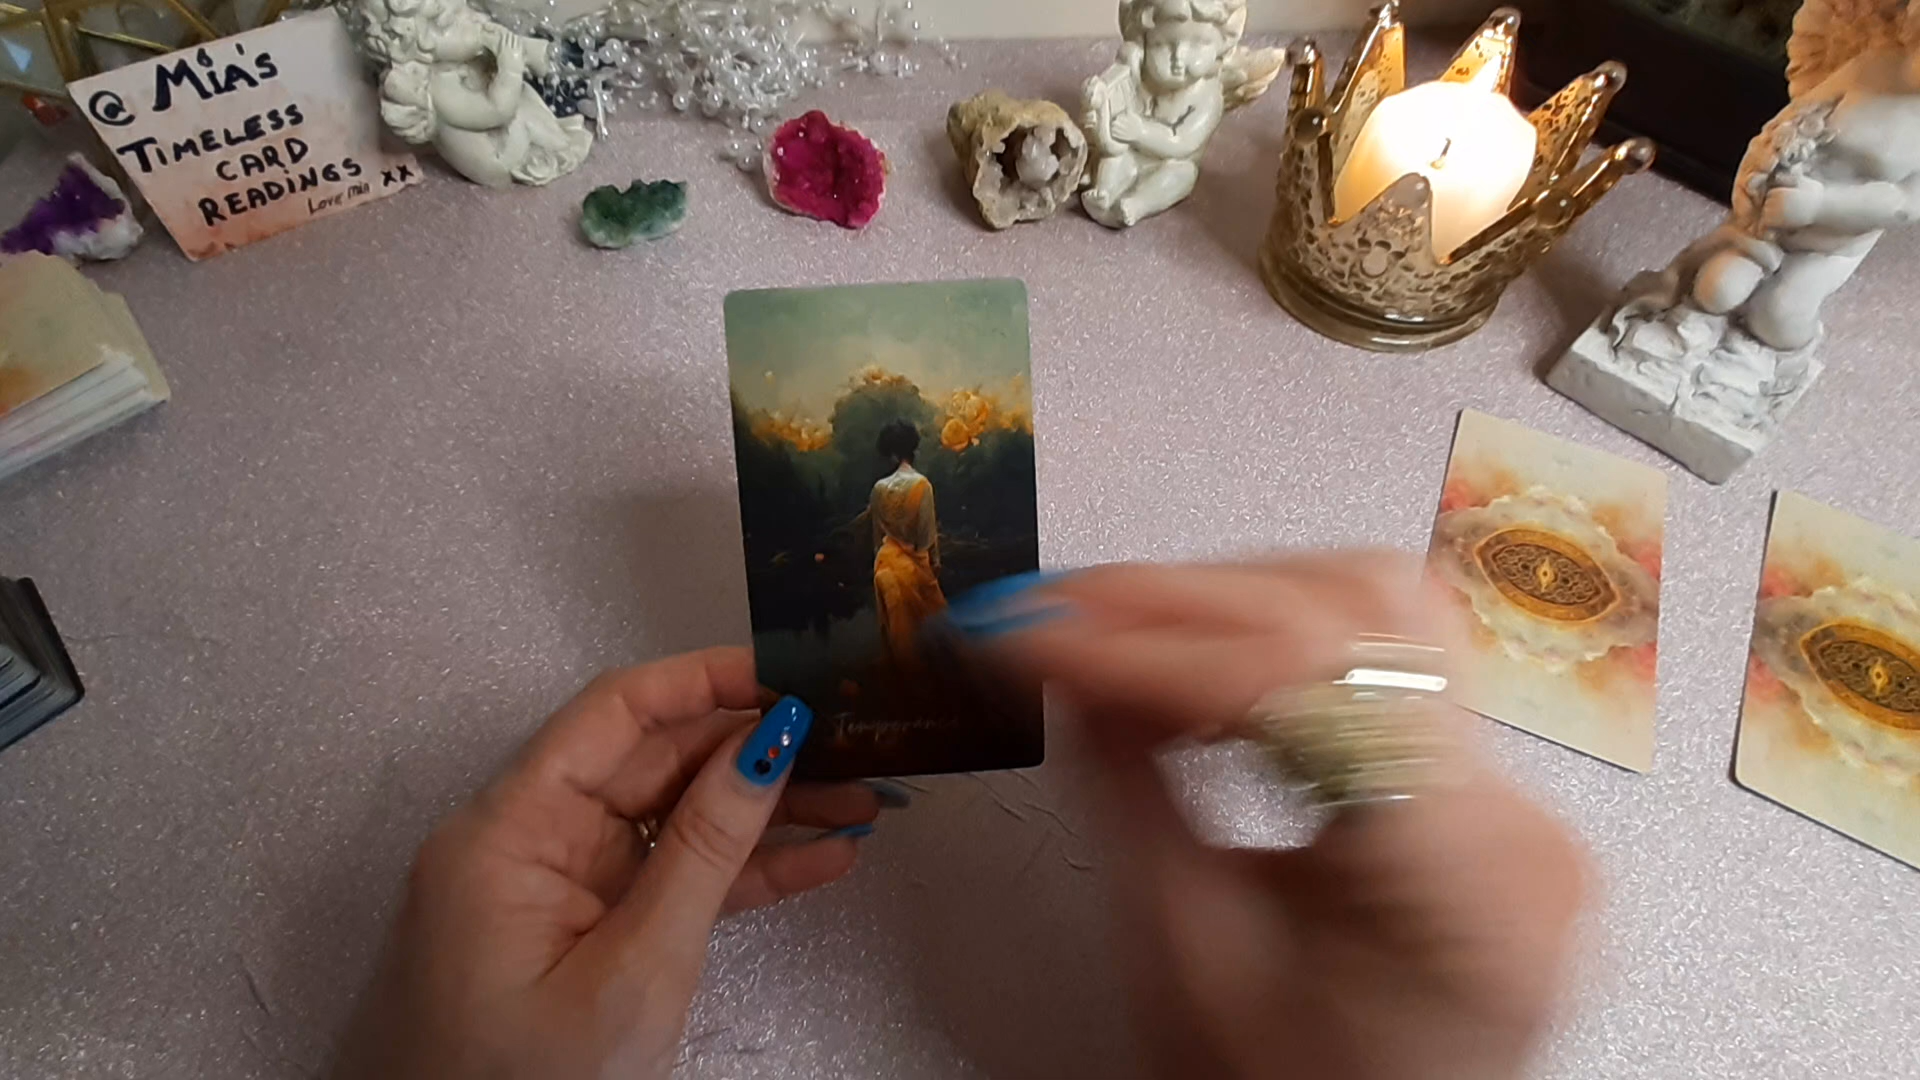 @ MiA's
TiMELESS
CARD
READiNGS
Love Mia xx
Temperance